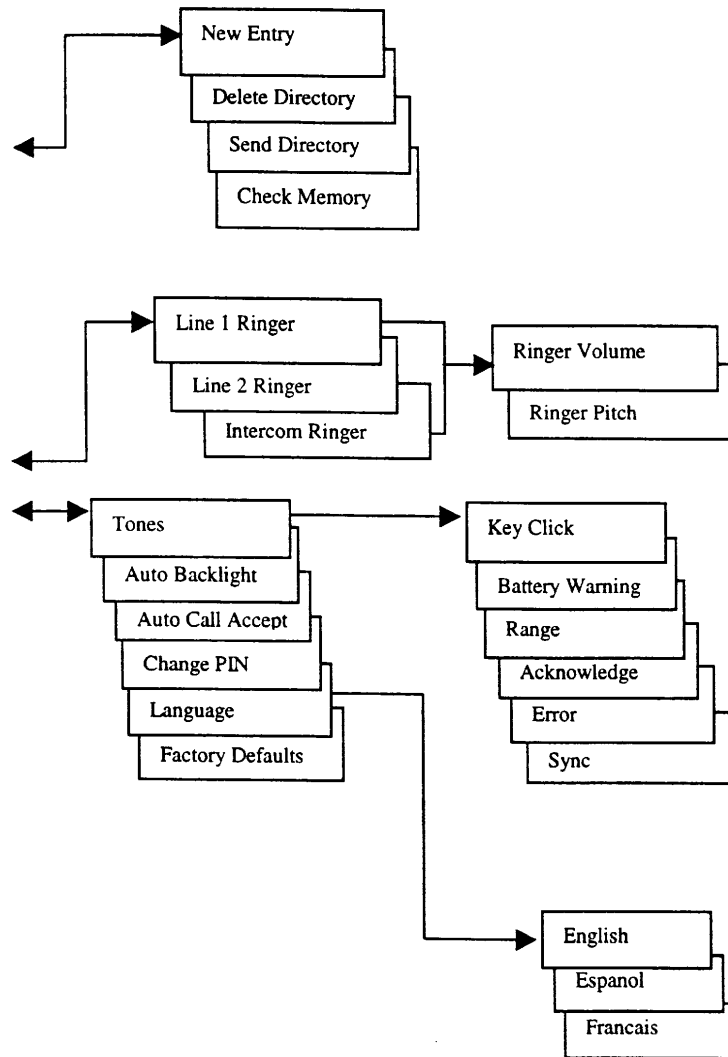 New Entry
Delete Directory
Send Directory
Check Memory
Line 1 Ringer
Line 2 Ringer
Intercom Ringer
Ringer Volume
Ringer Pitch
Tones
Auto Backlight
Auto Call Accept
Change PIN
Language
Factory Defaults
Key Click
Battery Warning
Range
Acknowledge
Error
Sync
English
Espanol
Francais